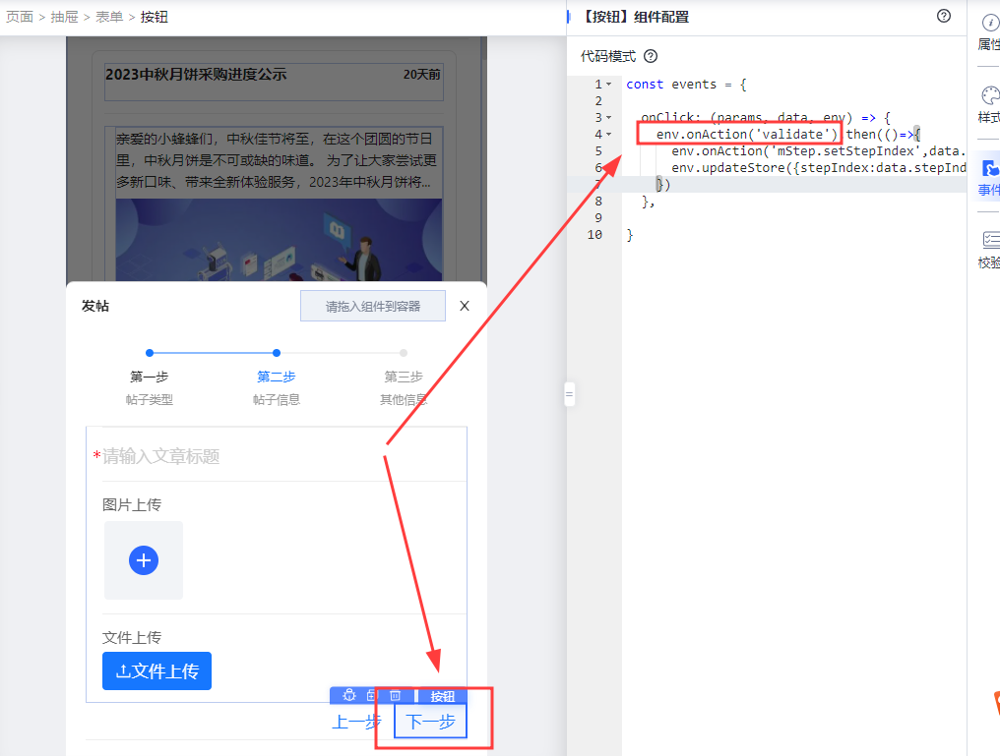 页面 > 抽屉 > 表单 > 按钮
2023中秋月饼采购进度公示
20天前
亲爱的小蜂蜂们，中秋佳节将至，在这个团圆的节日
里，中秋月饼是不可或缺的味道。 为了让大家尝试更
多新口味、带来全新体验服务，2023年中秋月饼将...
发帖
请拖入组件到容器
X
第一步
第二步
第三步
帖子类型
帖子信息
其他信息
*请输入文章标题
图片上传
文件上传
文件上传
按钮
上一步
下一步
【按钮】组件配置
代码模式
1 const events = {
2
3 onClick: (params, data, env) => {
4 env.onAction('validate').then(()=>{
5 env.onAction('mStep.setStepIndex',data.
6 env.updateStore({stepIndex:data.stepInd
7 })
8 },
9
10 }
属性
样式
事件
校验